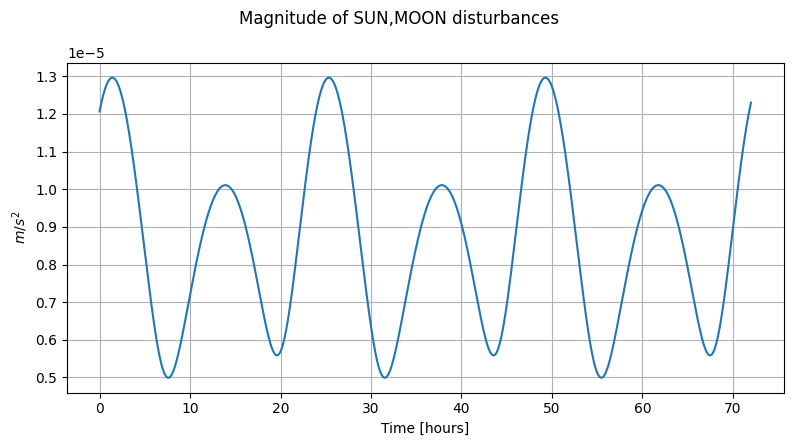 Magnitude of SUN,MOON disturbances
1e−5
1.3
1.2
1.1
1.0
0.9
0.8
0.7
0.6
0.5
m/s²
0 10 20 30 40 50 60 70
Time [hours]